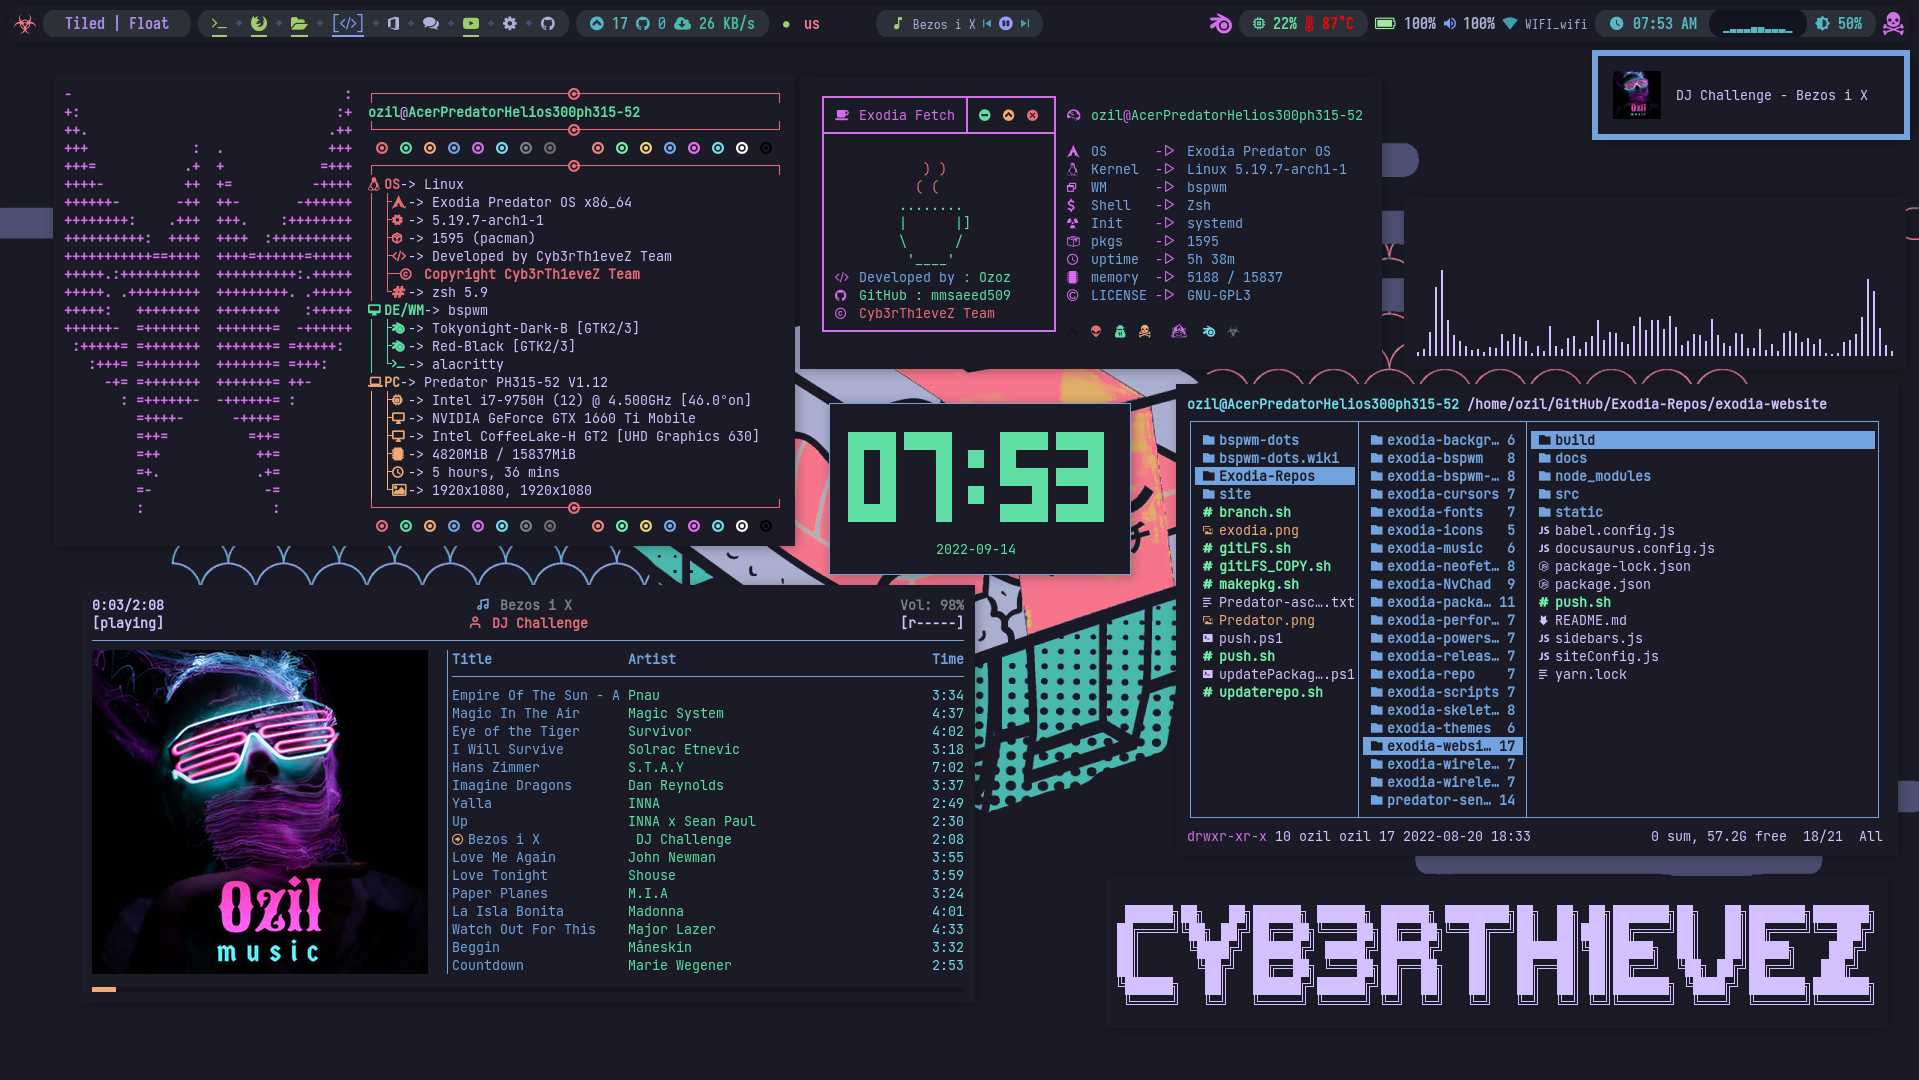 Tiled | Float
17 0 26 KB/s
us
Bezos i X
22% 87°C
100% 100% WIFI_wifi
07:53 AM
50%
DJ Challenge - Bezos i X
ozil@AcerPredatorHelios300ph315-52
OS-> Linux
-> Exodia Predator OS x86_64
-> 5.19.7-arch1-1
-> 1595 (pacman)
-> Developed by Cyb3rTh1eveZ Team
Copyright Cyb3rTh1eveZ Team
-> zsh 5.9
DE/WM-> bspwm
-> Tokyonight-Dark-B [GTK2/3]
-> Red-Black [GTK2/3]
-> alacritty
PC-> Predator PH315-52 V1.12
-> Intel i7-9750H (12) @ 4.500GHz [46.0°on]
-> NVIDIA GeForce GTX 1660 Ti Mobile
-> Intel CoffeeLake-H GT2 [UHD Graphics 630]
-> 4820MiB / 15837MiB
-> 5 hours, 36 mins
-> 1920x1080, 1920x1080
Exodia Fetch
</> Developed by : Ozoz
GitHub : mmsaeed509
Cyb3rTh1eveZ Team
ozil@AcerPredatorHelios300ph315-52
OS -> Exodia Predator OS
Kernel -> Linux 5.19.7-arch1-1
WM -> bspwm
Shell -> Zsh
Init -> systemd
pkgs -> 1595
uptime -> 5h 38m
memory -> 5188 / 15837
LICENSE -> GNU-GPL3
07:53
2022-09-14
ozil@AcerPredatorHelios300ph315-52 /home/ozil/GitHub/Exodia-Repos/exodia-website
bspwm-dots
bspwm-dots.wiki
Exodia-Repos
site
branch.sh
exodia.png
gitLFS.sh
gitLFS_COPY.sh
makepkg.sh
Predator-asc….txt
Predator.png
push.ps1
push.sh
updatePackag….ps1
updaterepo.sh
exodia-backgr… 6
exodia-bspwm 8
exodia-bspwm-… 8
exodia-cursors 7
exodia-fonts 7
exodia-icons 5
exodia-music 6
exodia-neofet… 8
exodia-NvChad 9
exodia-packa… 11
exodia-perfor… 7
exodia-powers… 7
exodia-releas… 7
exodia-repo 7
exodia-scripts 7
exodia-skelet… 8
exodia-themes 6
exodia-websi… 17
exodia-wirele… 7
exodia-wirele… 7
predator-sen… 14
build
docs
node_modules
src
static
babel.config.js
docusaurus.config.js
package-lock.json
package.json
push.sh
README.md
sidebars.js
siteConfig.js
yarn.lock
drwxr-xr-x 10 ozil ozil 17 2022-08-20 18:33 0 sum, 57.2G free 18/21 All
0:03/2:08 Bezos i X Vol: 98%
[playing] DJ Challenge [r-----]
Title Artist Time
Empire Of The Sun - A Pnau 3:34
Magic In The Air Magic System 4:37
Eye of the Tiger Survivor 4:02
I Will Survive Solrac Etnevic 3:18
Hans Zimmer S.T.A.Y 7:02
Imagine Dragons Dan Reynolds 3:37
Yalla INNA 2:49
Up INNA x Sean Paul 2:30
Bezos i X DJ Challenge 2:08
Love Me Again John Newman 3:55
Love Tonight Shouse 3:59
Paper Planes M.I.A 3:24
La Isla Bonita Madonna 4:01
Watch Out For This Major Lazer 4:33
Beggin Måneskin 3:32
Countdown Marie Wegener 2:53
Ozil
music
CYB3RTH1EVEZ